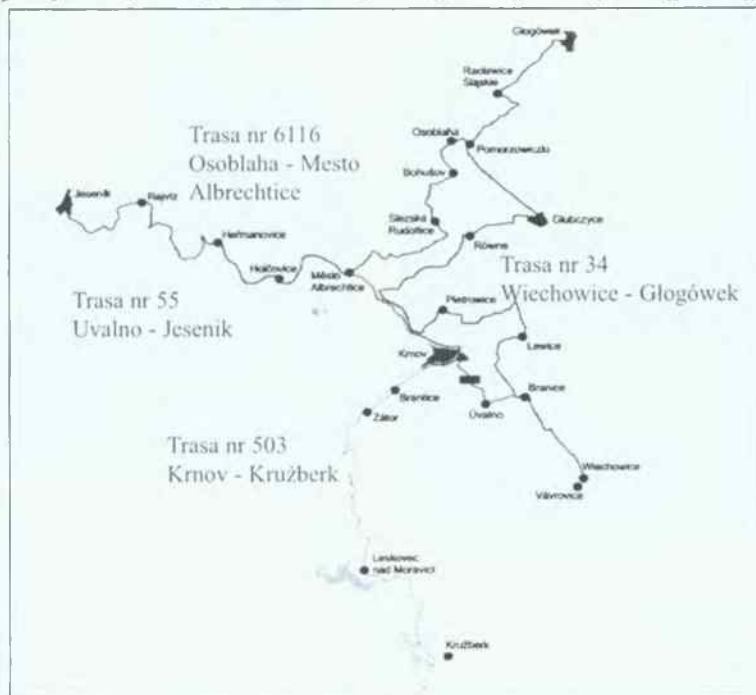 Głogówek
Racławice
Śląskie
Trasa nr 6116
Osoblaha - Mesto
Albrechtice
Osoblaha
Pomorzowiczki
Bohušov
Jeseník
Rejvíz
Slezské
Rudoltice
Głubczyce
Heřmanovice
Równe
Holčovice
Město
Albrechtice
Trasa nr 34
Wiechowice - Głogówek
Trasa nr 55
Uvalno - Jesenik
Pietrowice
Lewice
Krnov
Brantice
Branice
Úvalno
Zátor
Trasa nr 503
Krnov - Kružberk
Wiechowice
Vávrovice
Leskovec
nad Moravicí
Kružberk